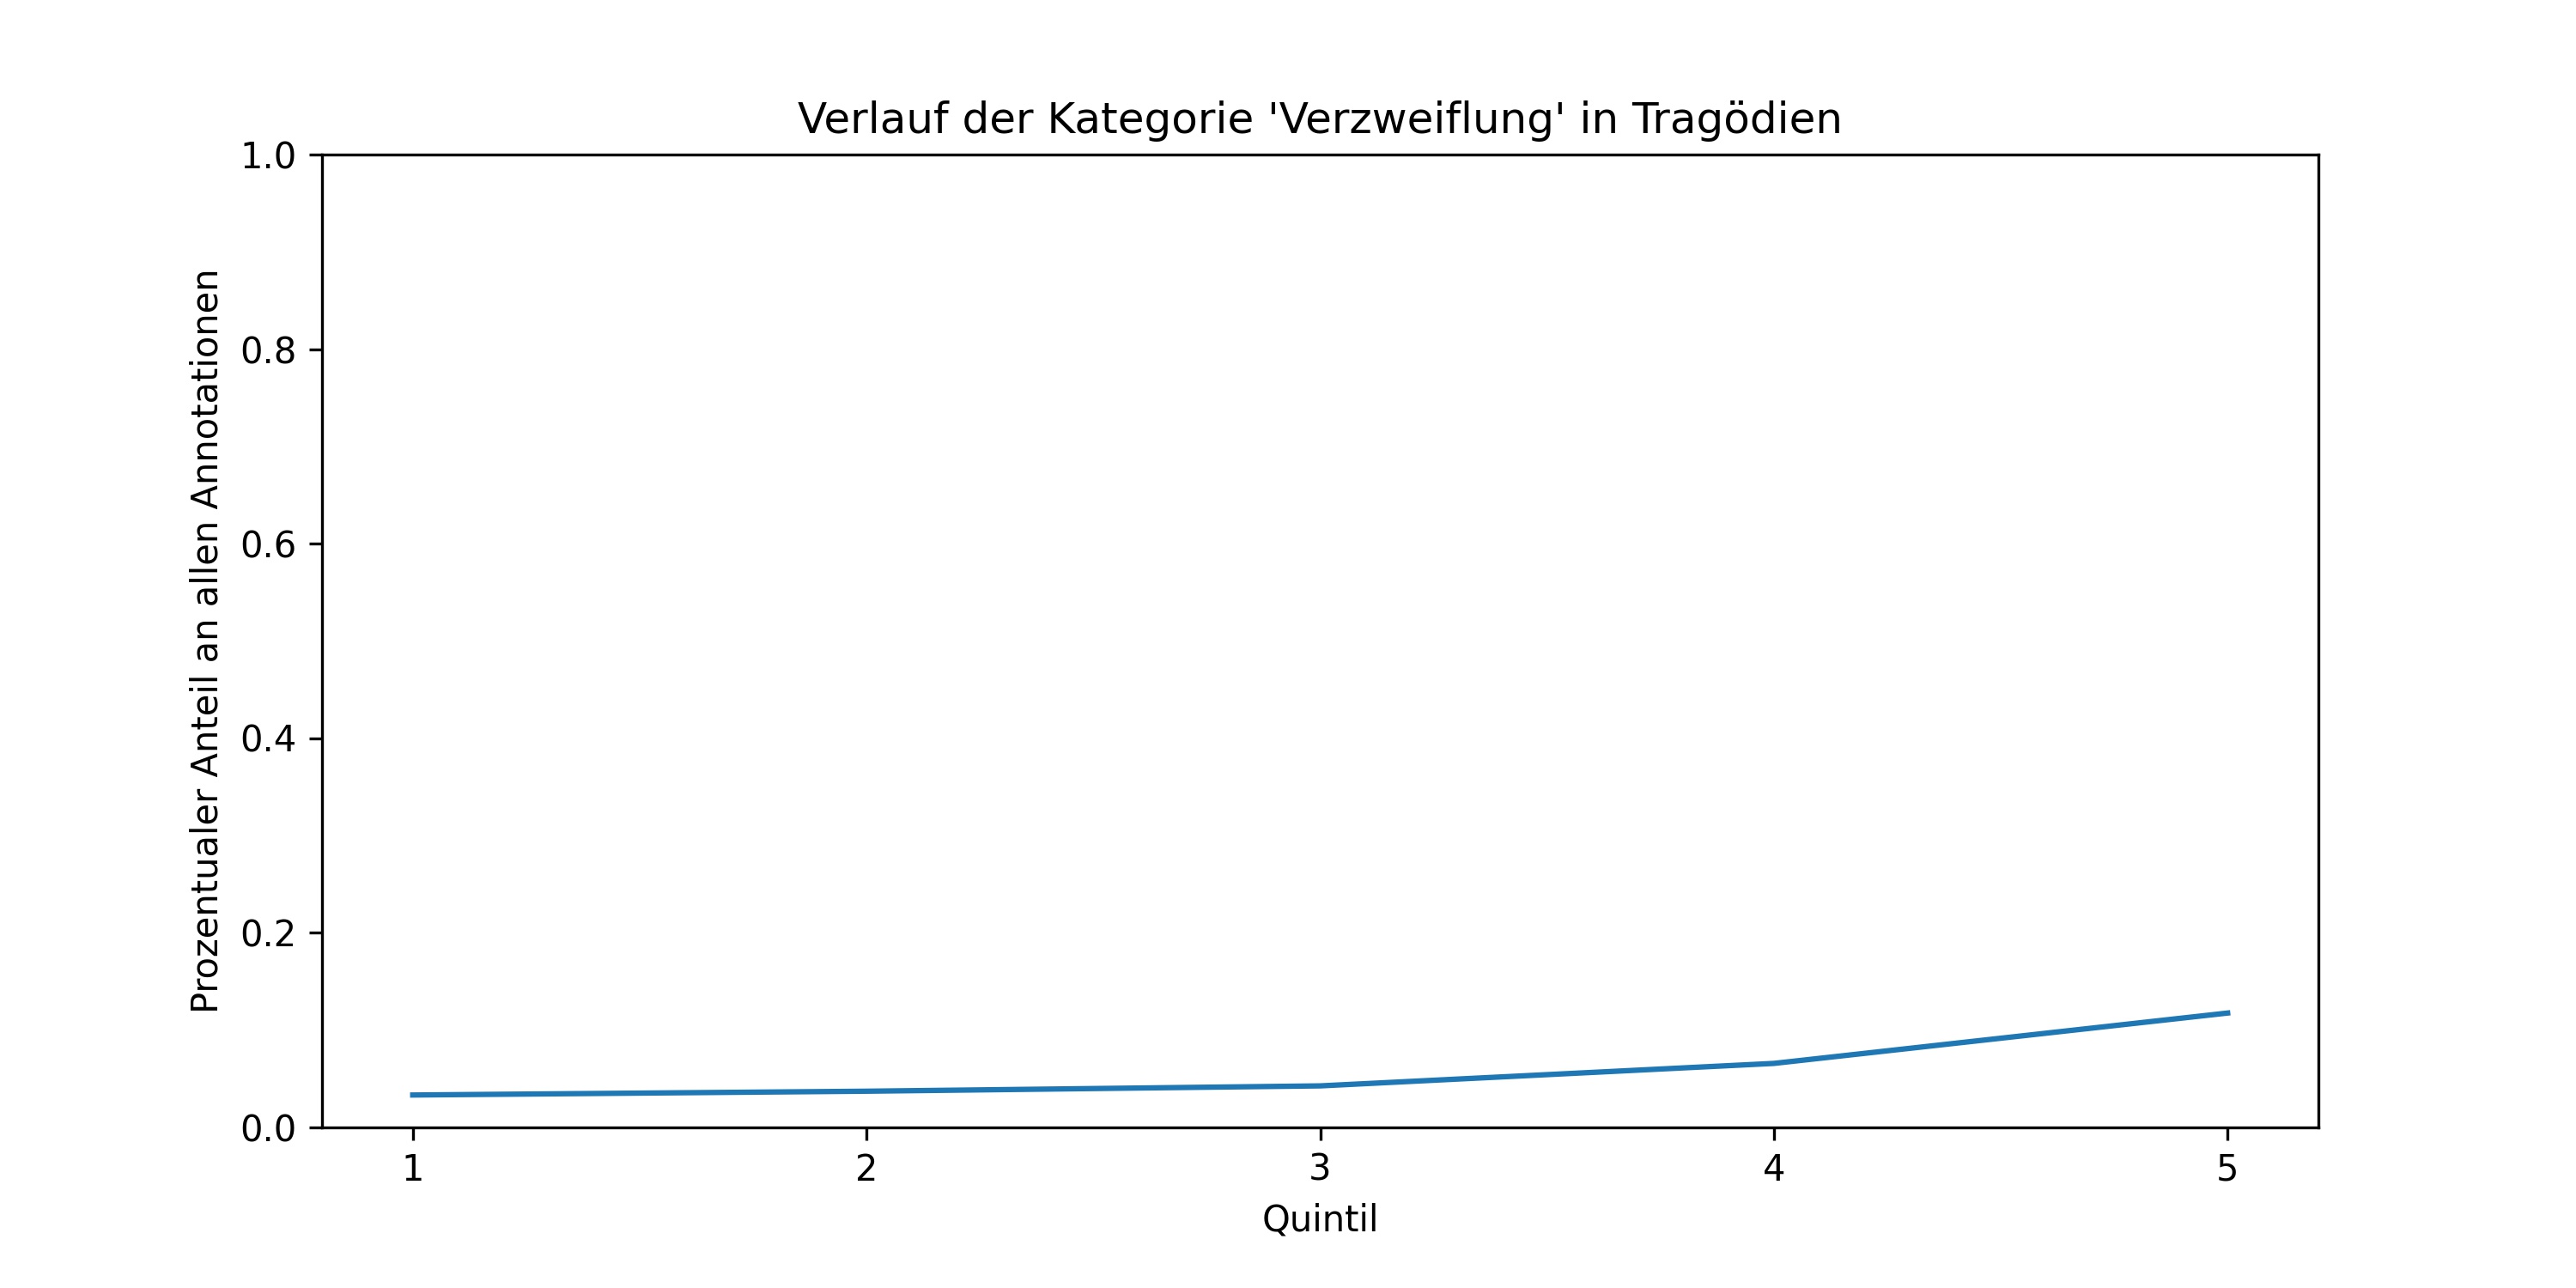 Verlauf der Kategorie 'Verzweiflung' in Tragödien
Prozentualer Anteil an allen Annotationen
1.0
0.8
0.6
0.4
0.2
0.0
1 2 3 4 5
Quintil